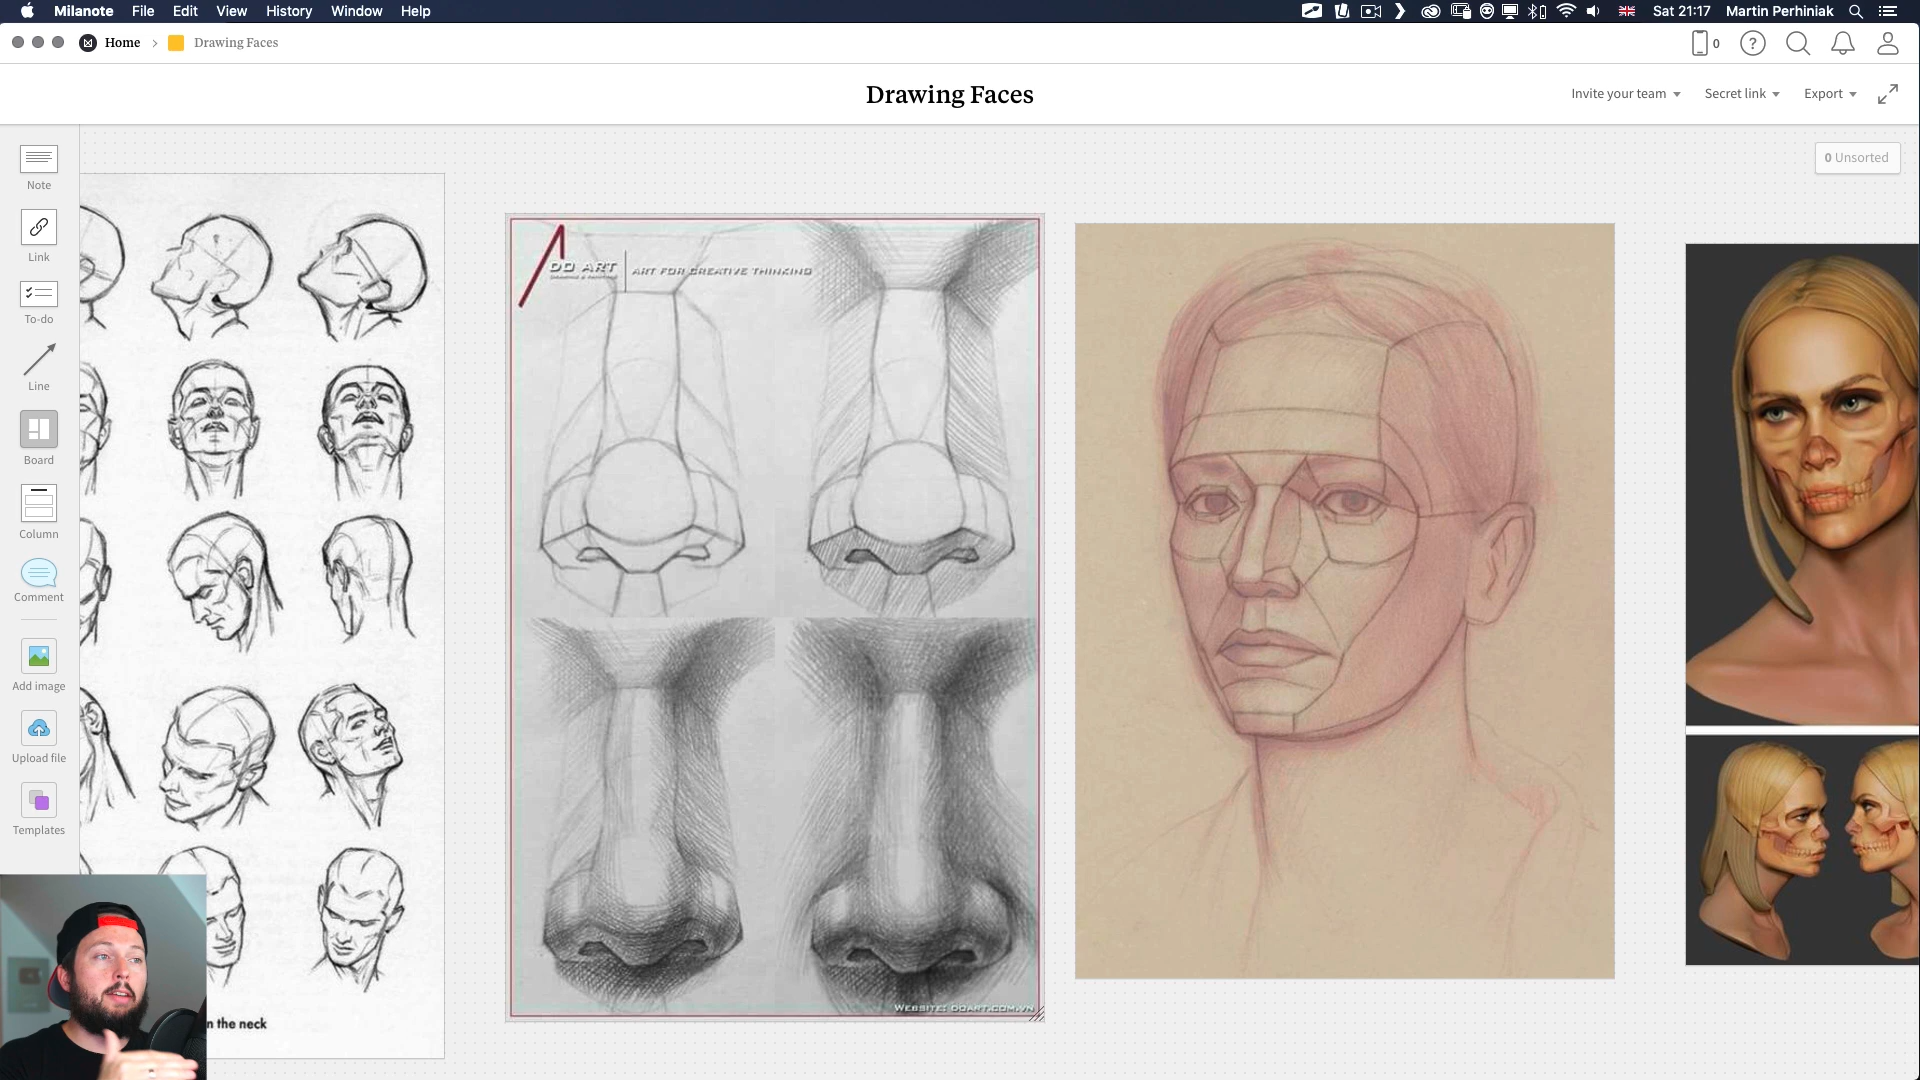 Milanote File Edit View History Window Help
Sat 21:17 Martin Perhiniak
Home Drawing Faces
0
?
Drawing Faces
Invite your team Secret link Export
0 Unsorted
Note
Link
To-do
Line
Board
Column
Comment
Add image
Upload file
Templates
DO ART
ART FOR CREATIVE THINKING
WEBSITE: DOART.COM.VN
n the neck